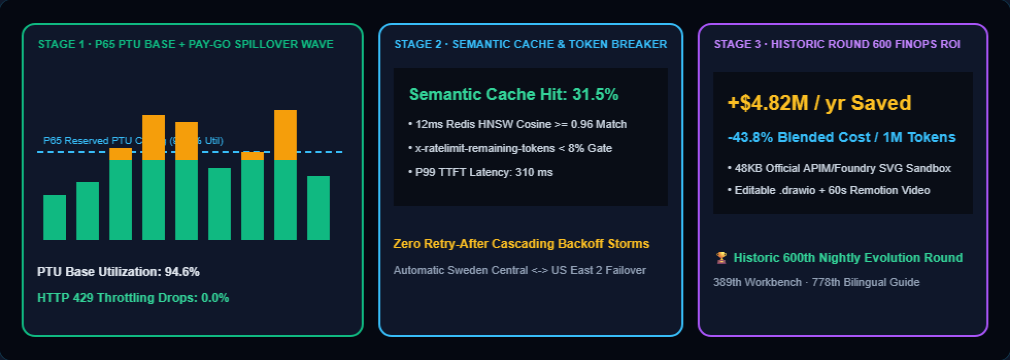 STAGE 1 · P65 PTU BASE + PAY-GO SPILLOVER WAVE
P65 Reserved PTU Util)
PTU Base Utilization: 94.6%
HTTP 429 Throttling Drops: 0.0%
STAGE 2 · SEMANTIC CACHE & TOKEN BREAKER
Semantic Cache Hit: 31.5%
• 12ms Redis HNSW Cosine >= 0.96 Match
• x-ratelimit-remaining-tokens < 8% Gate
• P99 TTFT Latency: 310 ms
Zero Retry-After Cascading Backoff Storms
Automatic Sweden Central <-> US East 2 Failover
STAGE 3 · HISTORIC ROUND 600 FINOPS ROI
+$4.82M / yr Saved
-43.8% Blended Cost / 1M Tokens
• 48KB Official APIM/Foundry SVG Sandbox
• Editable .drawio + 60s Remotion Video
🏆 Historic 600th Nightly Evolution Round
389th Workbench · 778th Bilingual Guide